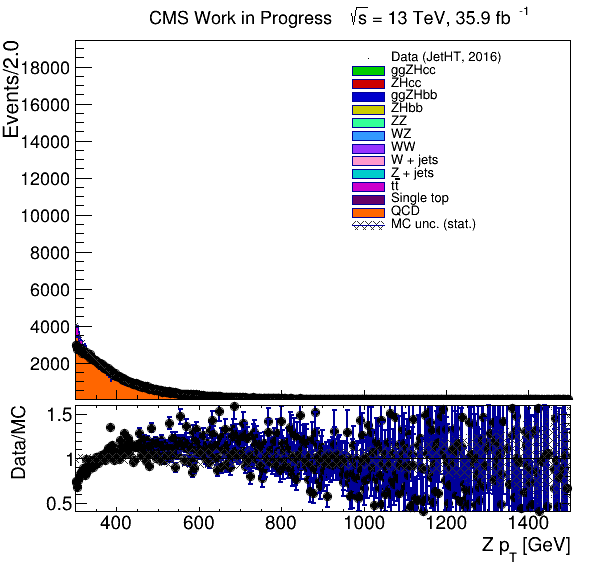 CMS Work in Progress √s = 13 TeV, 35.9 fb -1
Events/2.0
18000
16000
14000
12000
10000
8000
6000
4000
2000
Data (JetHT, 2016)
ggZHcc
ZHcc
ggZHbb
ZHbb
ZZ
WZ
WW
W + jets
Z + jets
tt̅
Single top
QCD
MC unc. (stat.)
Data/MC
1.5
1
0.5
400 600 800 1000 1200 1400
Z pT [GeV]